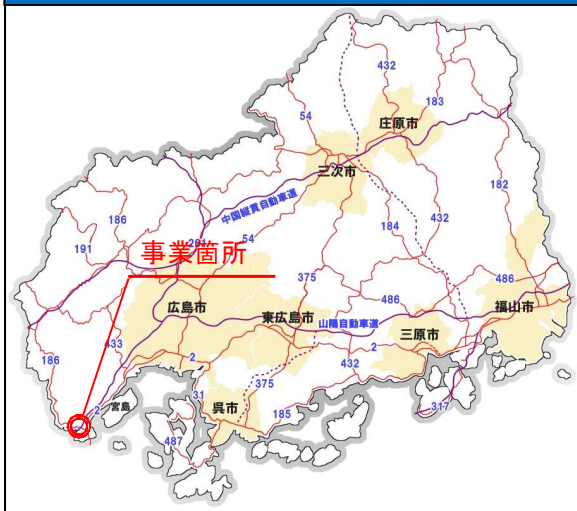 432
183
54
庄原市
三次市
182
中国縦貫自動車道
186
184
432
191
261
54
事業箇所
375
486
486
広島市
福山市
東広島市
山陽自動車道
三原市
186
433
2
2
432
375
31
宮島
2
呉市
185
317
487